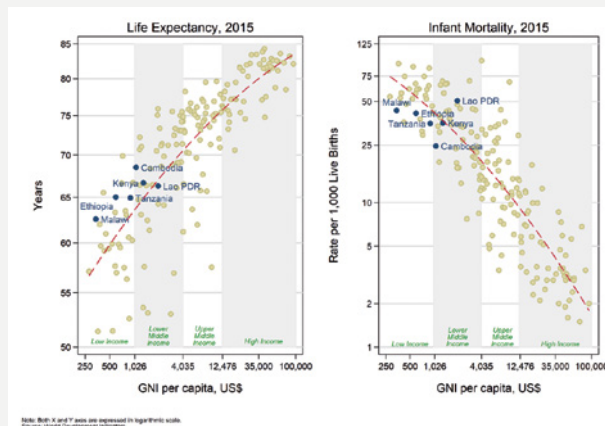 Life Expectancy, 2015
85
80
75
70
65
60
55
50
Years
Cambodia
Kenya
Lao PDR
Ethiopia
Tanzania
Malawi
Low Income
Lower
Middle
Income
Upper
Middle
Income
High Income
250
500
1,026
4,035
12,476
35,000
100,000
GNI per capita, US$
Infant Mortality, 2015
125
100
75
50
25
10
5
2
1
Rate per 1,000 Live Births
Malawi
Lao PDR
Ethiopia
Tanzania
Kenya
Cambodia
Low Income
Lower
Middle
Income
Upper
Middle
Income
High Income
250
500
1,026
4,035
12,476
35,000
100,000
GNI per capita, US$
Note: Both X and Y axes are expressed in logarithmic scale.